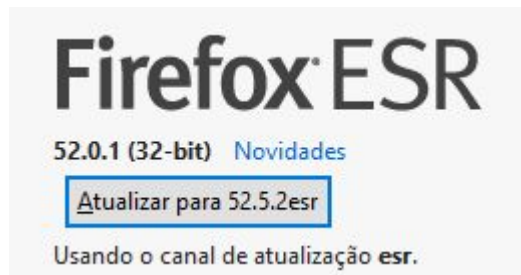 Firefox ESR
52.0.1 (32-bit) Novidades
Atualizar para 52.5.2esr
Usando o canal de atualização esr.